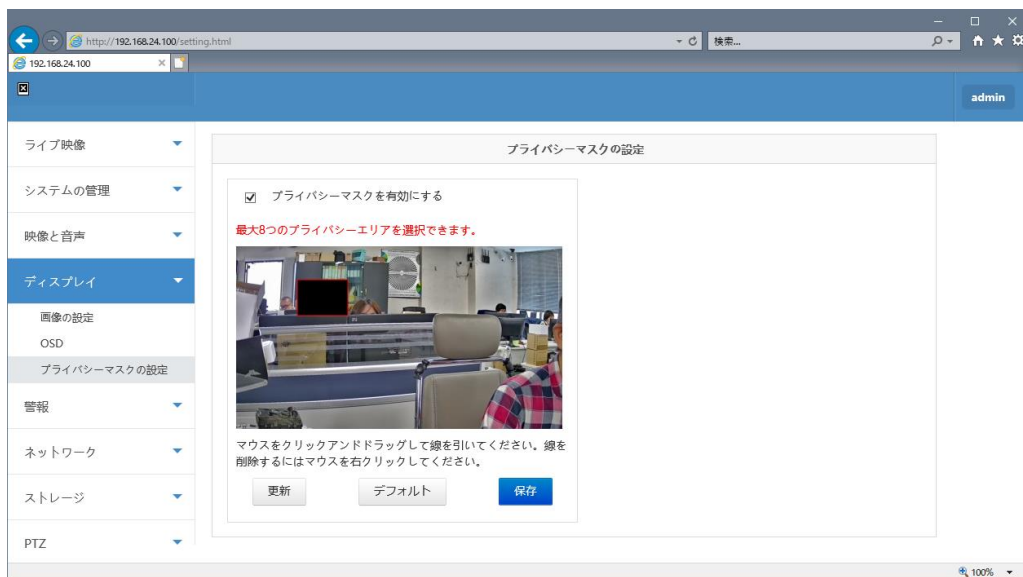 http://192.168.24.100/setting.html
検索...
192.168.24.100
admin
ライブ映像
システムの管理
映像と音声
ディスプレイ
画像の設定
OSD
プライバシーマスクの設定
警報
ネットワーク
ストレージ
PTZ
プライバシーマスクの設定
プライバシーマスクを有効にする
最大8つのプライバシーエリアを選択できます。
マウスをクリックアンドドラッグして線を引いてください。線を
削除するにはマウスを右クリックしてください。
更新
デフォルト
保存
100%